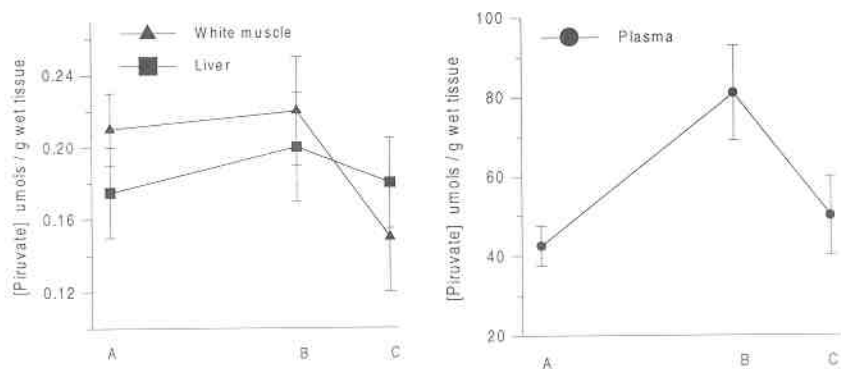 White muscle
Liver
[Piruvate] umols / g wet tissue
0.24
0.20
0.16
0.12
A B C
Plasma
[Piruvate] umols / g wet tissue
100
80
60
40
20
A B C